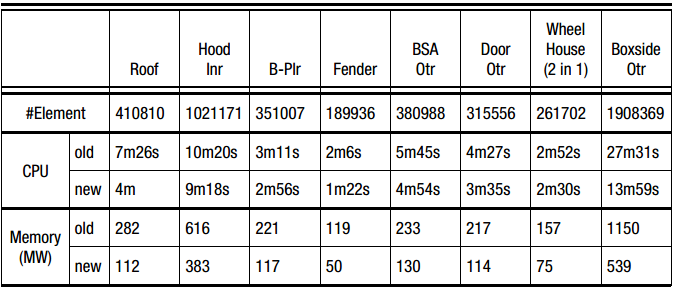 Roof Hood Inr B-Plr Fender BSA Otr Door Otr Wheel House (2 in 1) Boxside Otr
#Element 410810 1021171 351007 189936 380988 315556 261702 1908369
CPU old 7m26s 10m20s 3m11s 2m6s 5m45s 4m27s 2m52s 27m31s
new 4m 9m18s 2m56s 1m22s 4m54s 3m35s 2m30s 13m59s
Memory (MW) old 282 616 221 119 233 217 157 1150
new 112 383 117 50 130 114 75 539